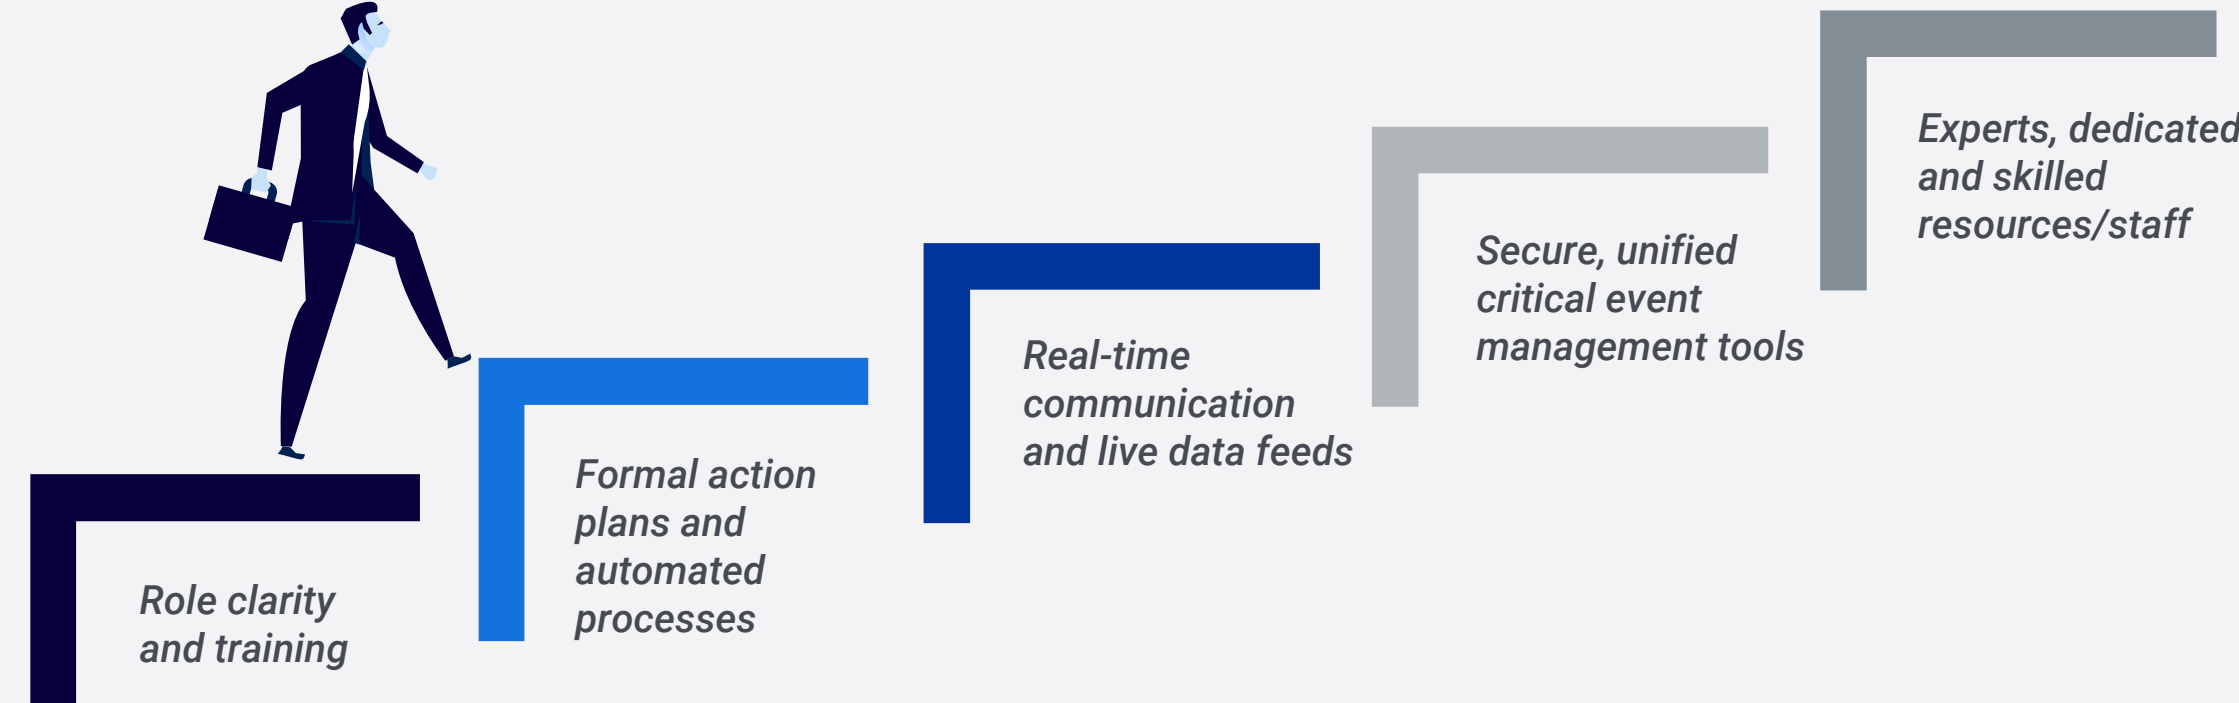 Role clarity
and training
Formal action
plans and
automated
processes
Real-time
communication
and live data feeds
Secure, unified
critical event
management tools
Experts, dedicated
and skilled
resources/staff